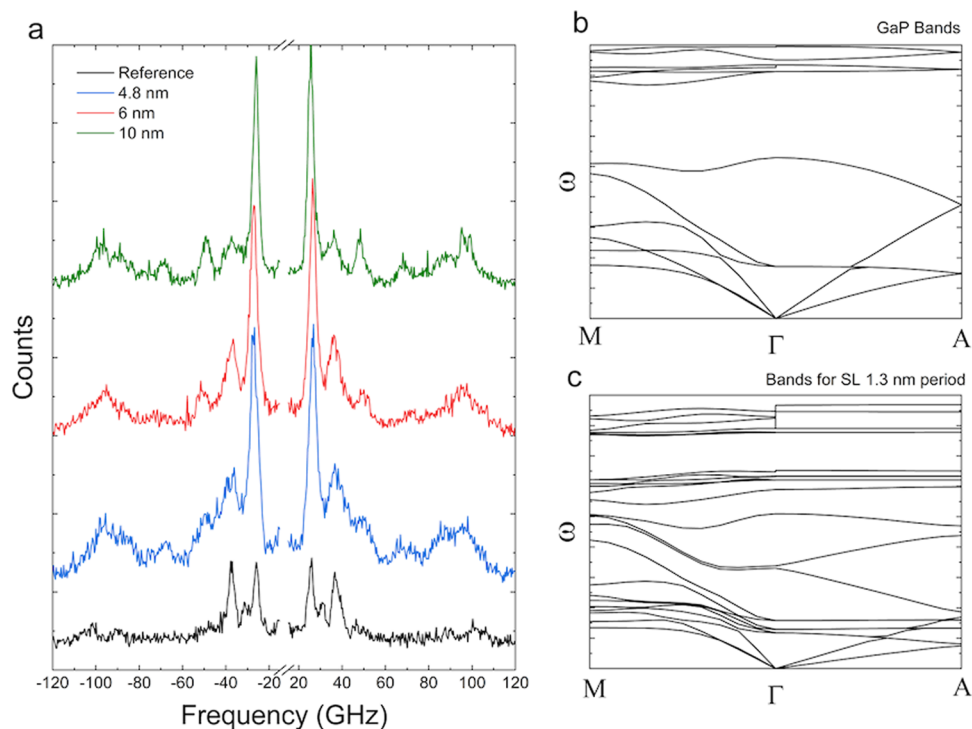 a
Reference
4.8 nm
6 nm
10 nm
Counts
-120 -100 -80 -60 -40 -20 20 40 60 80 100 120
Frequency (GHz)
b
GaP Bands
ω
M Γ A
c
Bands for SL 1.3 nm period
ω
M Γ A